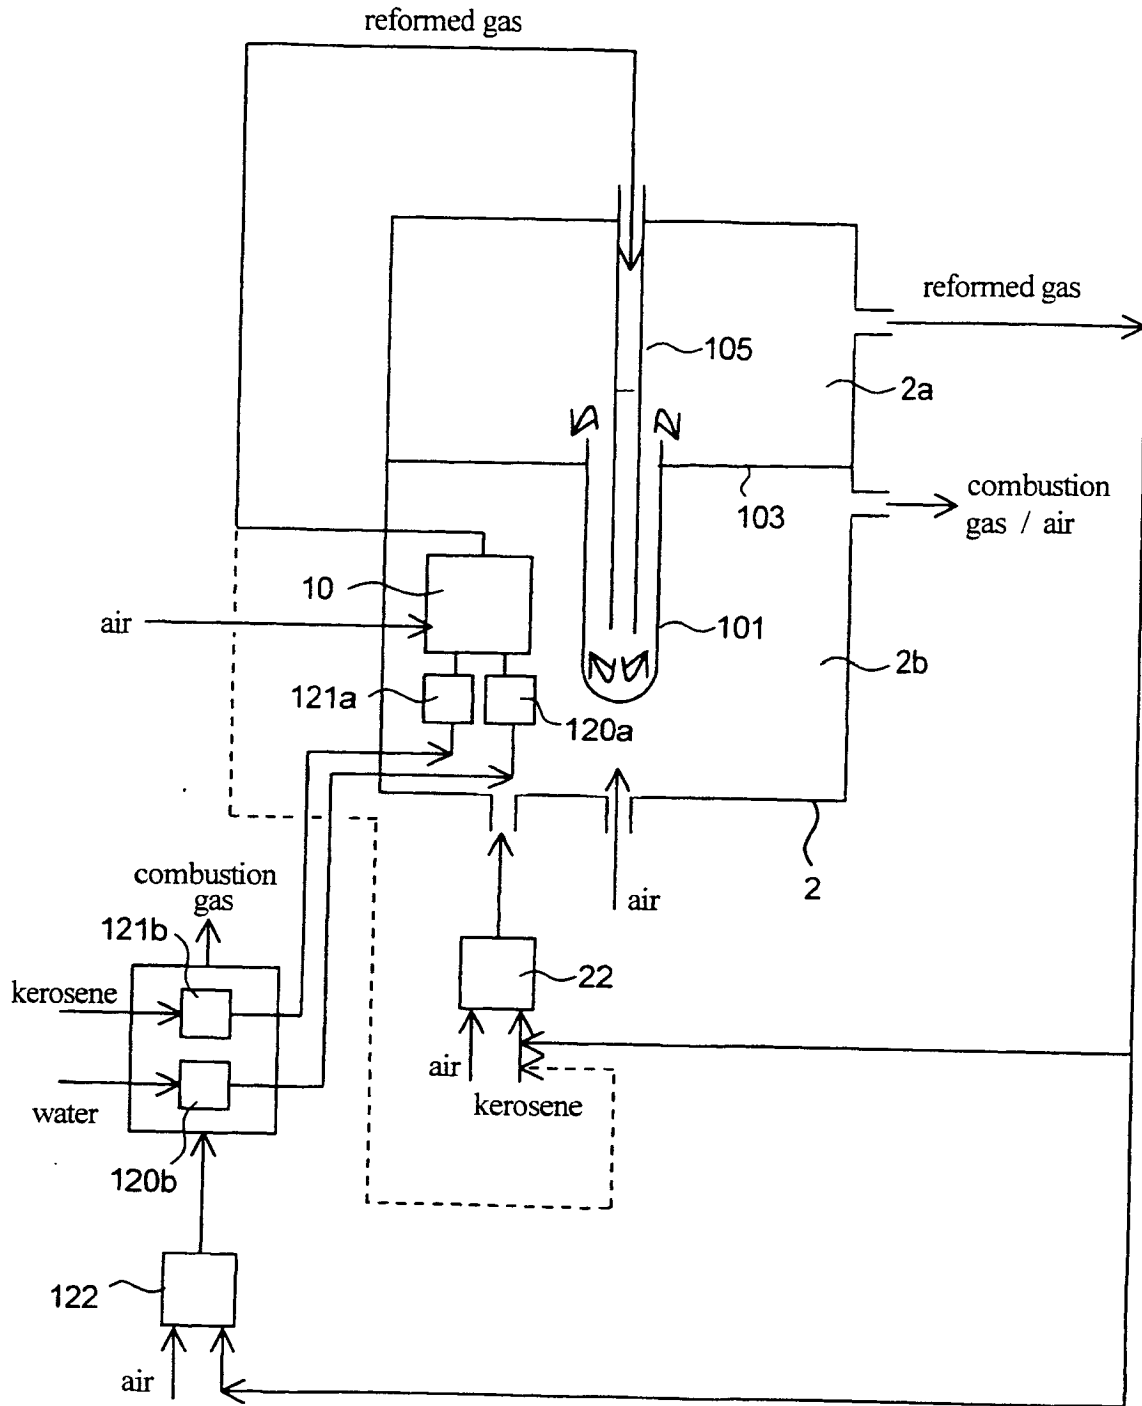 reformed gas
reformed gas
105
2a
103
combustion
gas / air
10
air
101
2b
121a
120a
2
combustion
gas
air
121b
22
kerosene
air
kerosene
water
120b
122
air